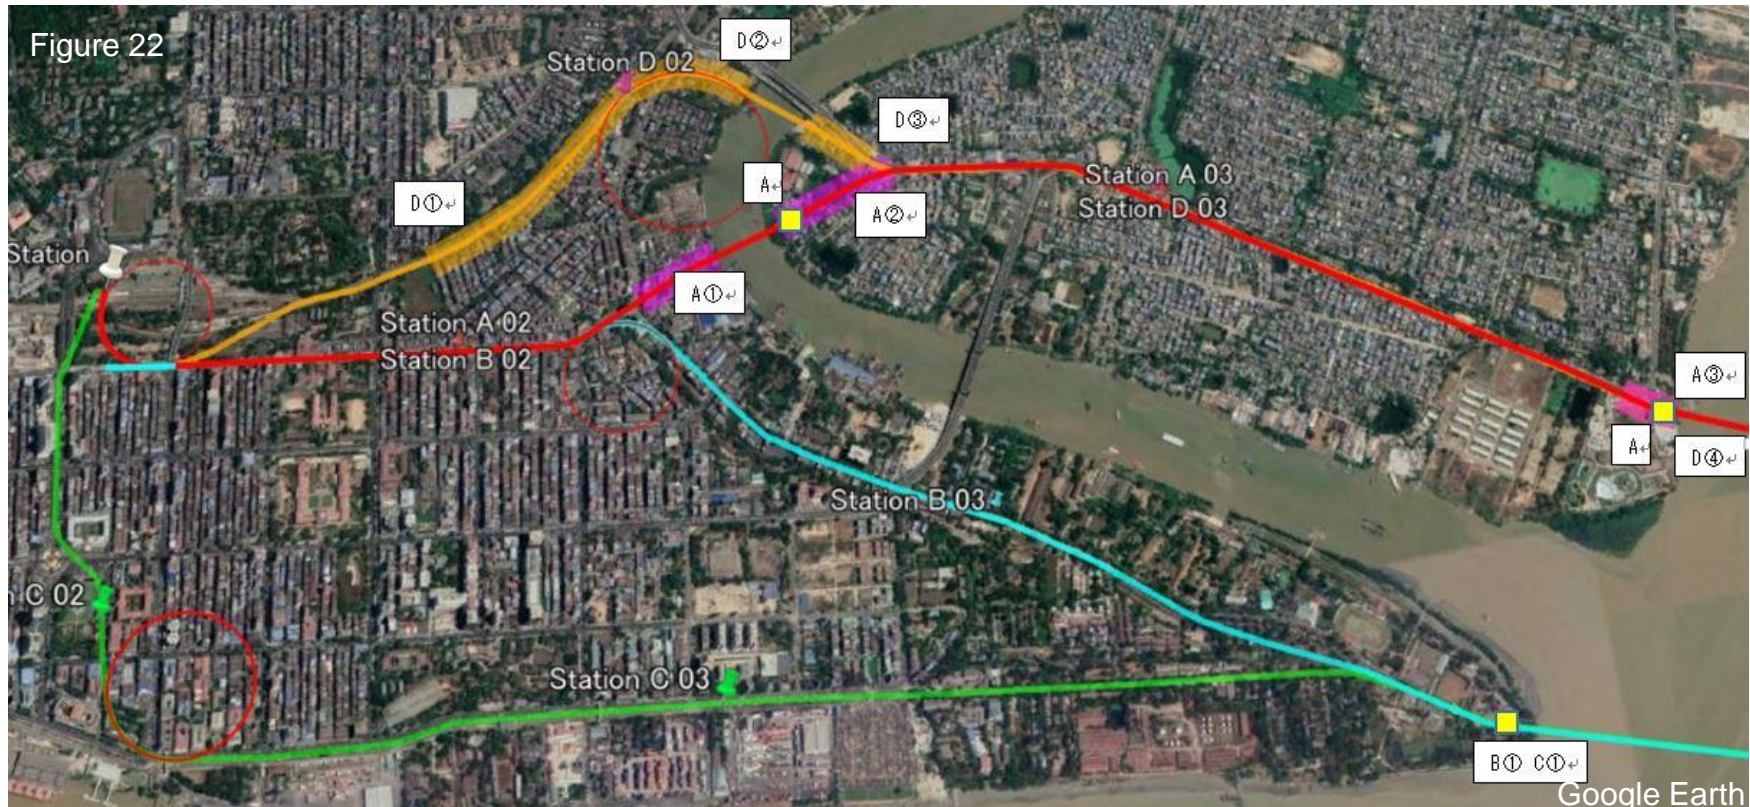 Figure 22
D②
Station D 02
D③
A
D①
A②
Station A 03
Station D 03
Station
A①
Station A 02
Station B 02
A③
A
D④
Station B 03
C 02
Station C 03
B① C①
Google Earth